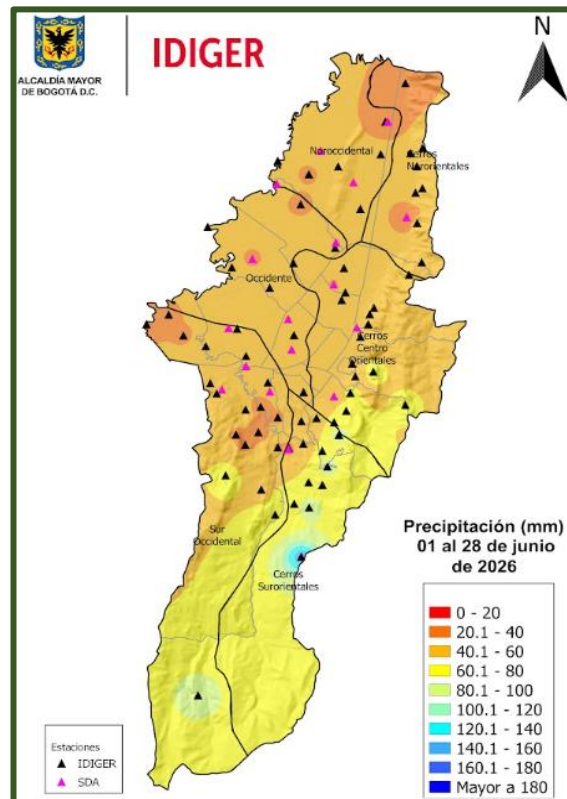 ALCALDÍA MAYOR
DE BOGOTÁ D.C.
IDIGER
N
Noroccidental
Cerros
Nororientales
Occidente
Cerros
Centro
Orientales
Sur
Occidental
Cerros
Surorientales
Precipitación (mm)
01 al 28 de junio
de 2026
0 - 20
20.1 - 40
40.1 - 60
60.1 - 80
80.1 - 100
100.1 - 120
120.1 - 140
140.1 - 160
160.1 - 180
Mayor a 180
Estaciones
IDIGER
SDA